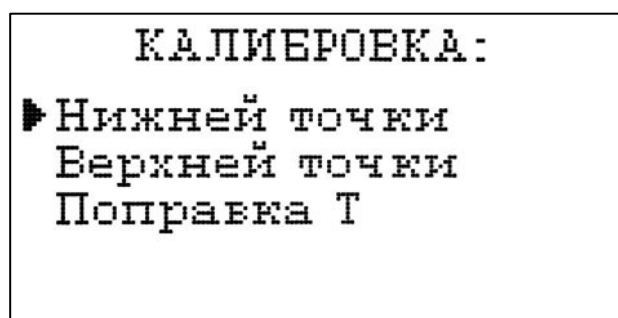 КАЛИБРОВКА:
Нижней точки
Верхней точки
Поправка Т